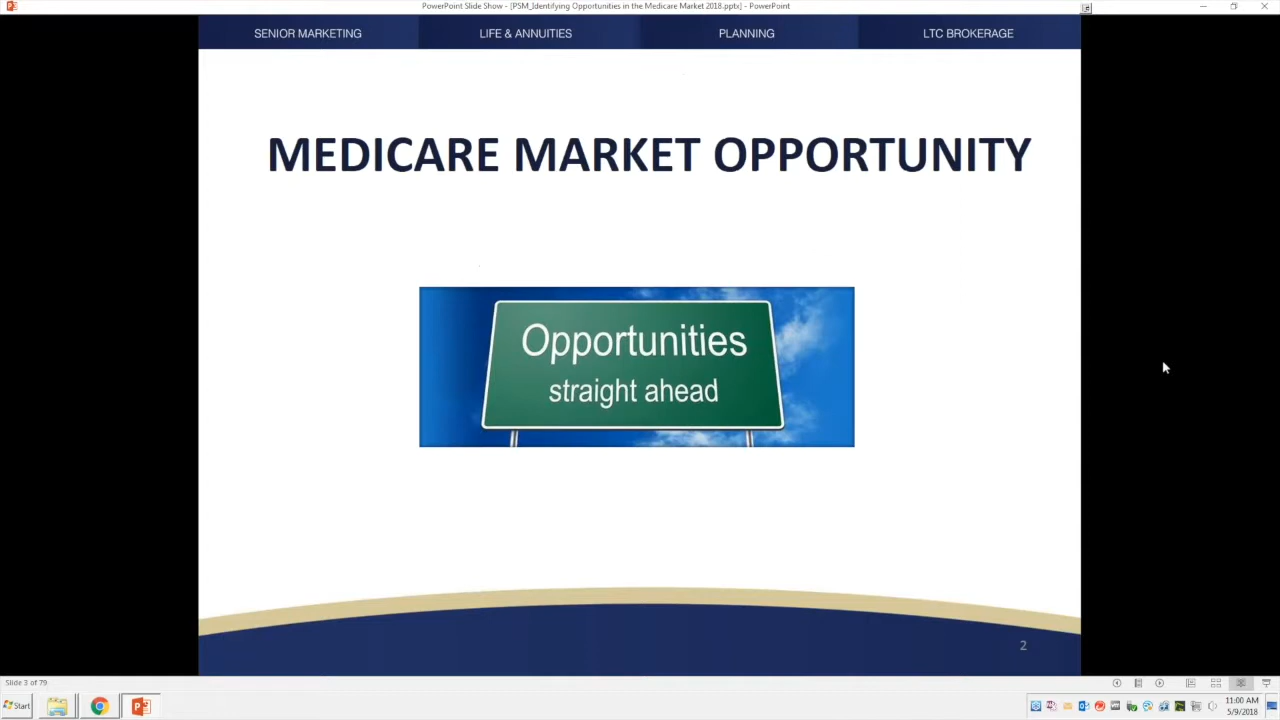 PowerPoint Slide Show - [PSM_Identifying Opportunities in the Medicare Market 2018.pptx] - PowerPoint
SENIOR MARKETING
LIFE & ANNUITIES
PLANNING
LTC BROKERAGE
MEDICARE MARKET OPPORTUNITY
Opportunities
straight ahead
2
Slide 3 of 79
Start
11:00 AM
5/9/2018